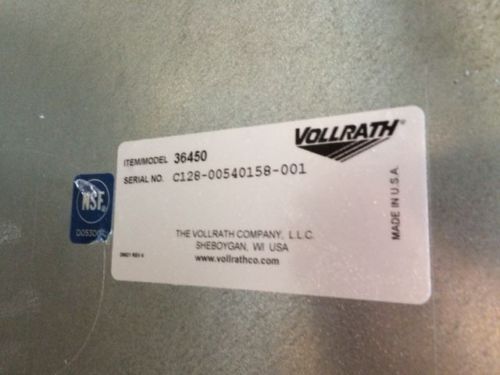 VOLLRATH®
ITEM/MODEL 36450
SERIAL NO. C128-00540158-001
MADE IN U.S.A.
NSF®
THE VOLLRATH COMPANY, L.L.C.
SHEBOYGAN, WI USA
www.vollrathco.com